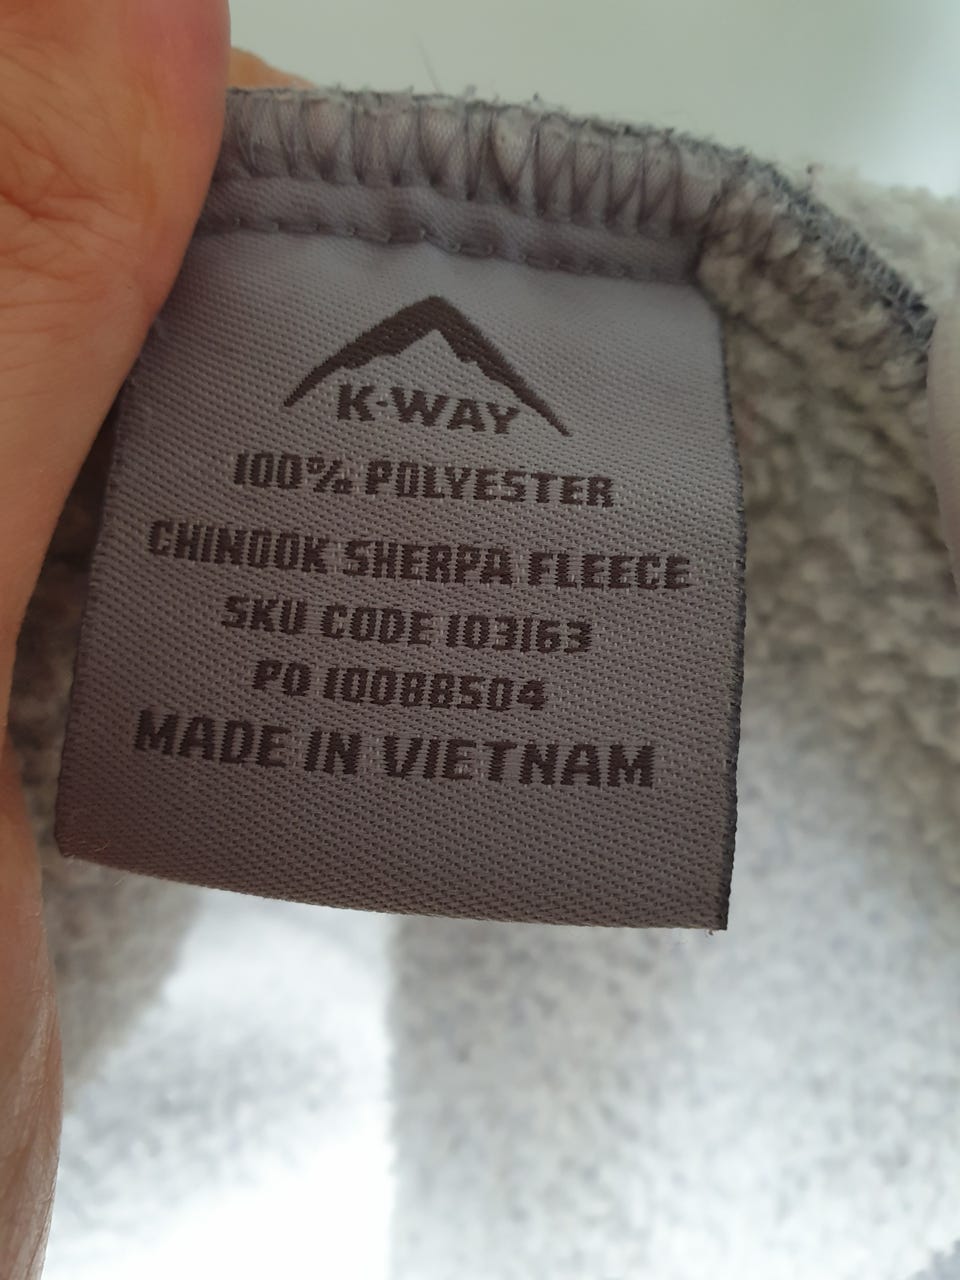 K-WAY
100% POLYESTER
CHINOOK SHERPA FLEECE
SKU CODE 103163
PO 10088504
MADE IN VIETNAM